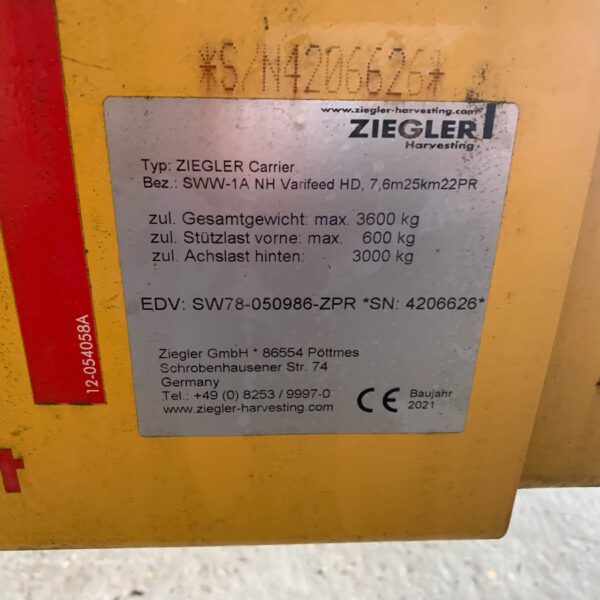 *S/N4206626*
www.ziegler-harvesting.com
ZIEGLER
Harvesting
Typ: ZIEGLER Carrier
Bez.: SWW-1A NH Varifeed HD, 7,6m25km22PR
zul. Gesamtgewicht: max. 3600 kg
zul. Stützlast vorne: max. 600 kg
zul. Achslast hinten: 3000 kg
EDV: SW78-050986-ZPR *SN: 4206626*
Ziegler GmbH * 86554 Pöttmes
Schrobenhausener Str. 74
Germany
Tel.: +49 (0) 8253 / 9997-0
www.ziegler-harvesting.com
CE
Baujahr
2021
12-054058A